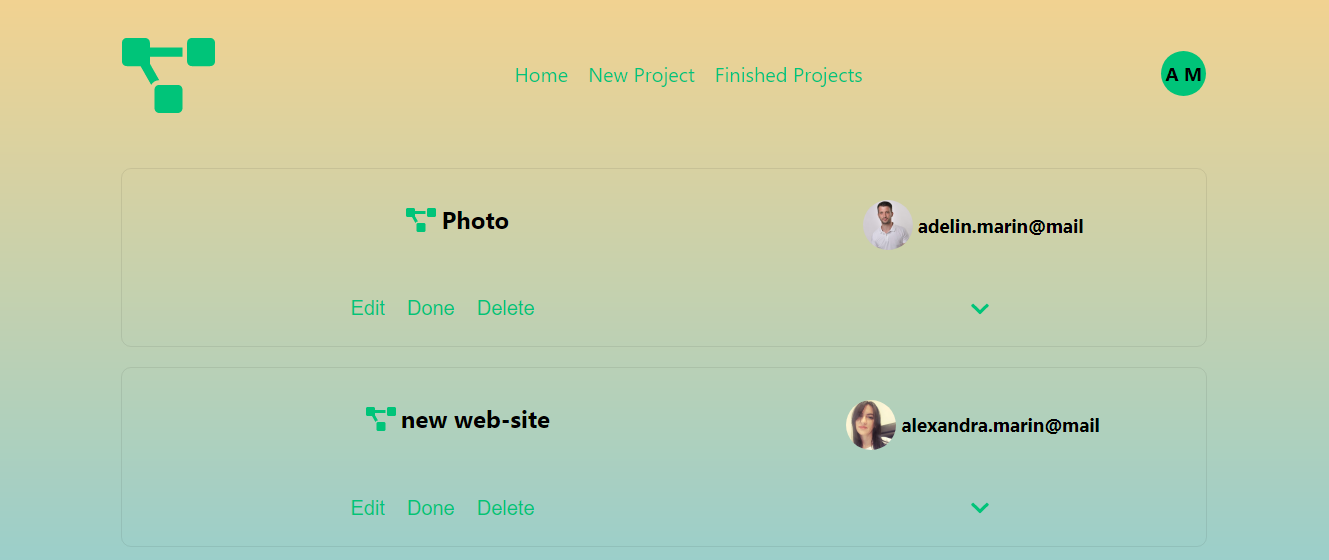 Home New Project Finished Projects
A M
Photo
adelin.marin@mail
Edit Done Delete
new web-site
alexandra.marin@mail
Edit Done Delete